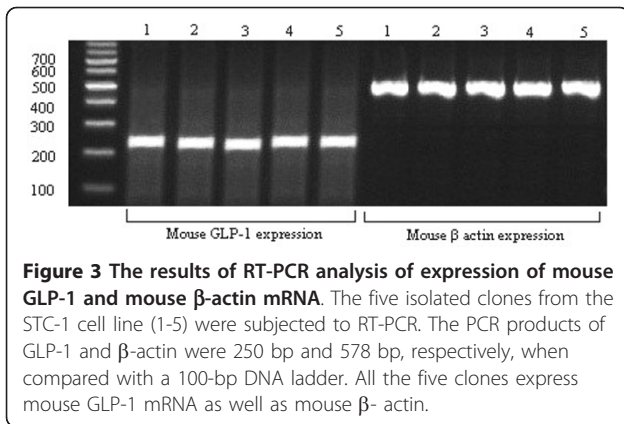 1 2 3 4 5 1 2 3 4 5
700
600
500
400
300
200
100
Mouse GLP-1 expression Mouse β actin expression
Figure 3 The results of RT-PCR analysis of expression of mouse
GLP-1 and mouse β-actin mRNA. The five isolated clones from the
STC-1 cell line (1-5) were subjected to RT-PCR. The PCR products of
GLP-1 and β-actin were 250 bp and 578 bp, respectively, when
compared with a 100-bp DNA ladder. All the five clones express
mouse GLP-1 mRNA as well as mouse β- actin.